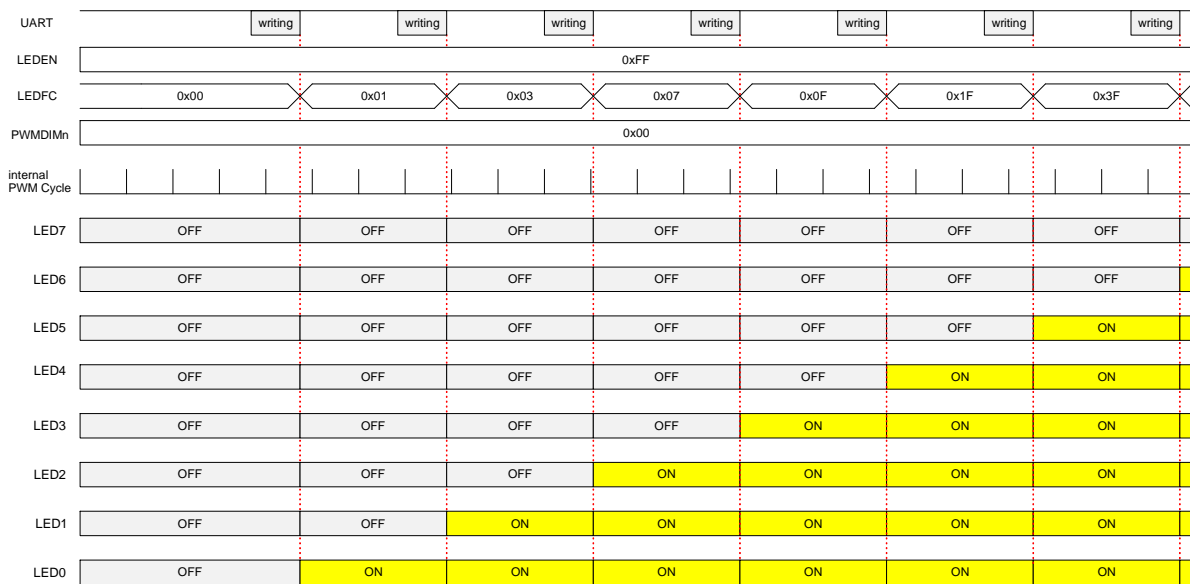 UART writing writing writing writing writing writing writing
LEDEN 0xFF
LEDFC 0x00 0x01 0x03 0x07 0x0F 0x1F 0x3F
PWMDIMn 0x00
internal
PWM Cycle
LED7 OFF OFF OFF OFF OFF OFF OFF
LED6 OFF OFF OFF OFF OFF OFF OFF
LED5 OFF OFF OFF OFF OFF OFF ON
LED4 OFF OFF OFF OFF OFF ON ON
LED3 OFF OFF OFF OFF ON ON ON
LED2 OFF OFF OFF ON ON ON ON
LED1 OFF OFF ON ON ON ON ON
LED0 OFF ON ON ON ON ON ON